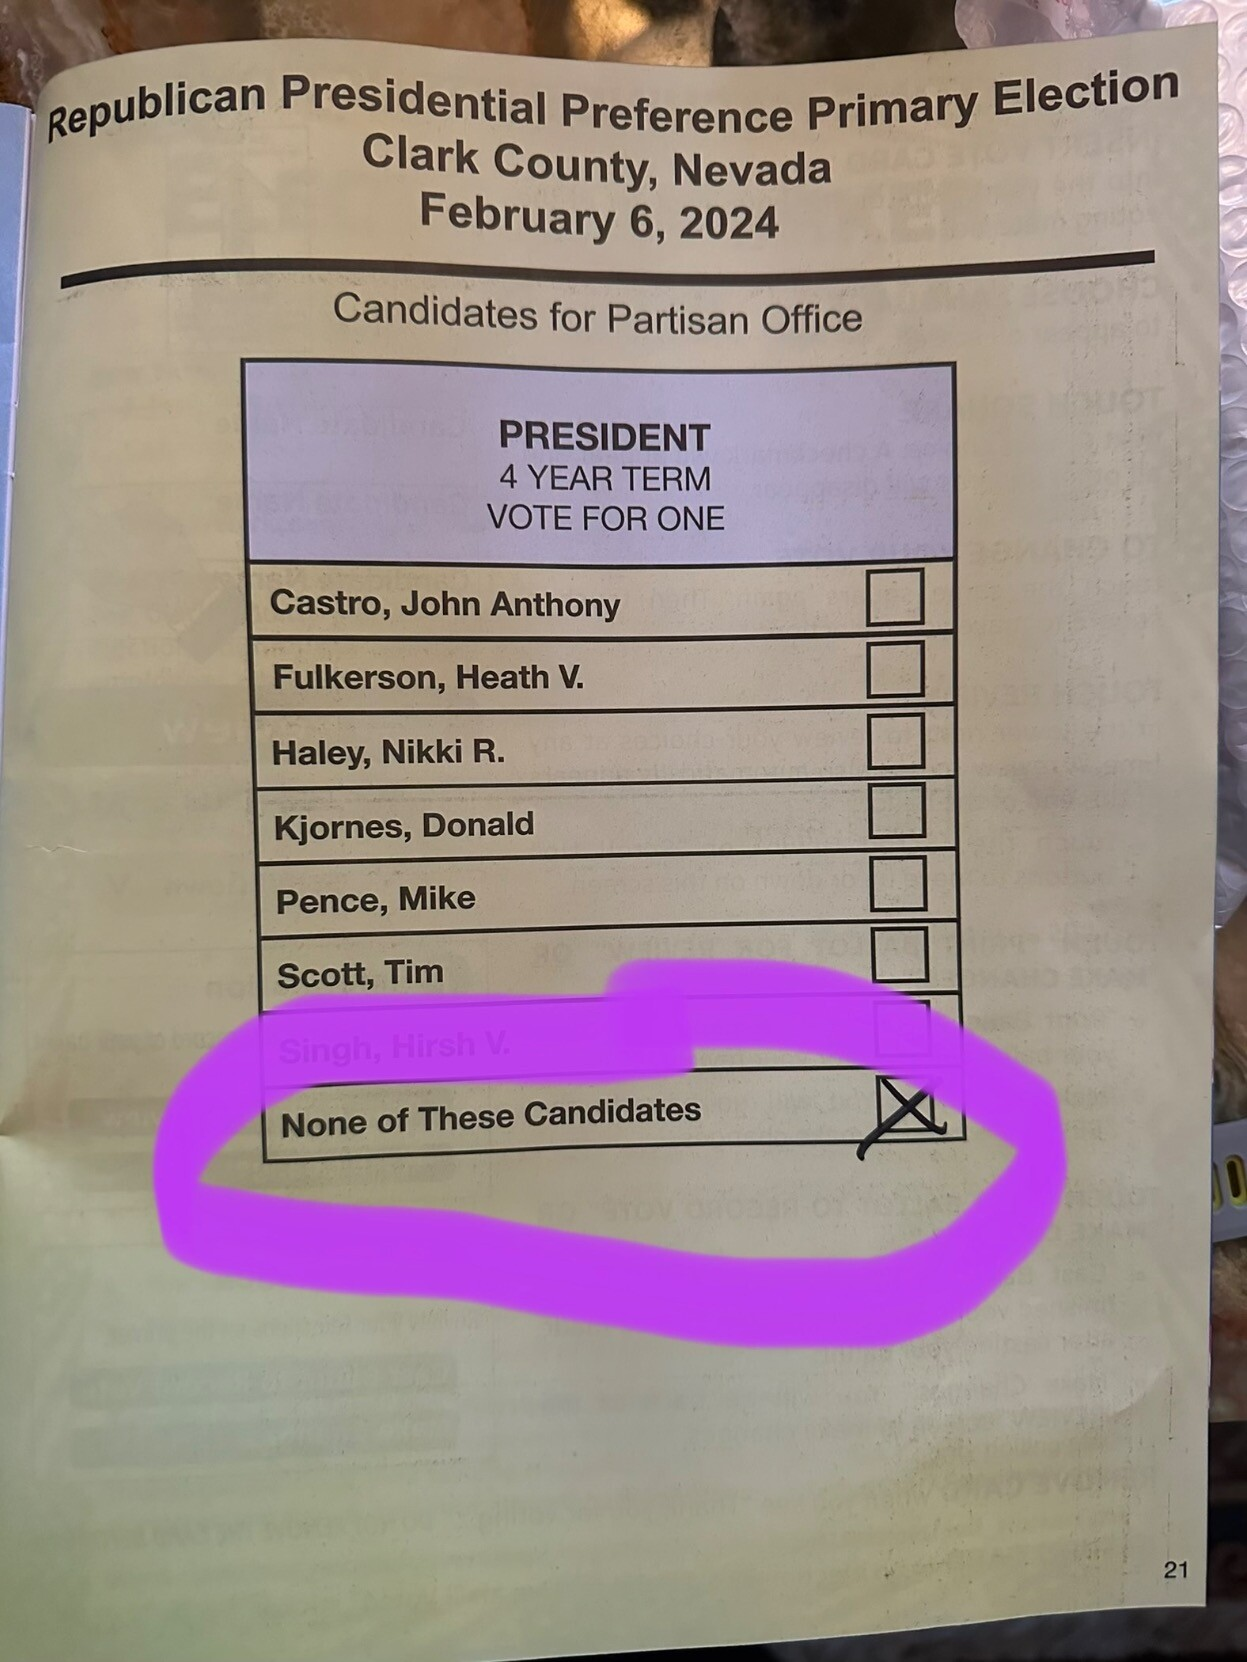 Republican Presidential Preference Primary Election
Clark County, Nevada
February 6, 2024
Candidates for Partisan Office
PRESIDENT
4 YEAR TERM
VOTE FOR ONE
Castro, John Anthony
Fulkerson, Heath V.
Haley, Nikki R.
Kjornes, Donald
Pence, Mike
Scott, Tim
Singh, Hirsh V.
None of These Candidates
21